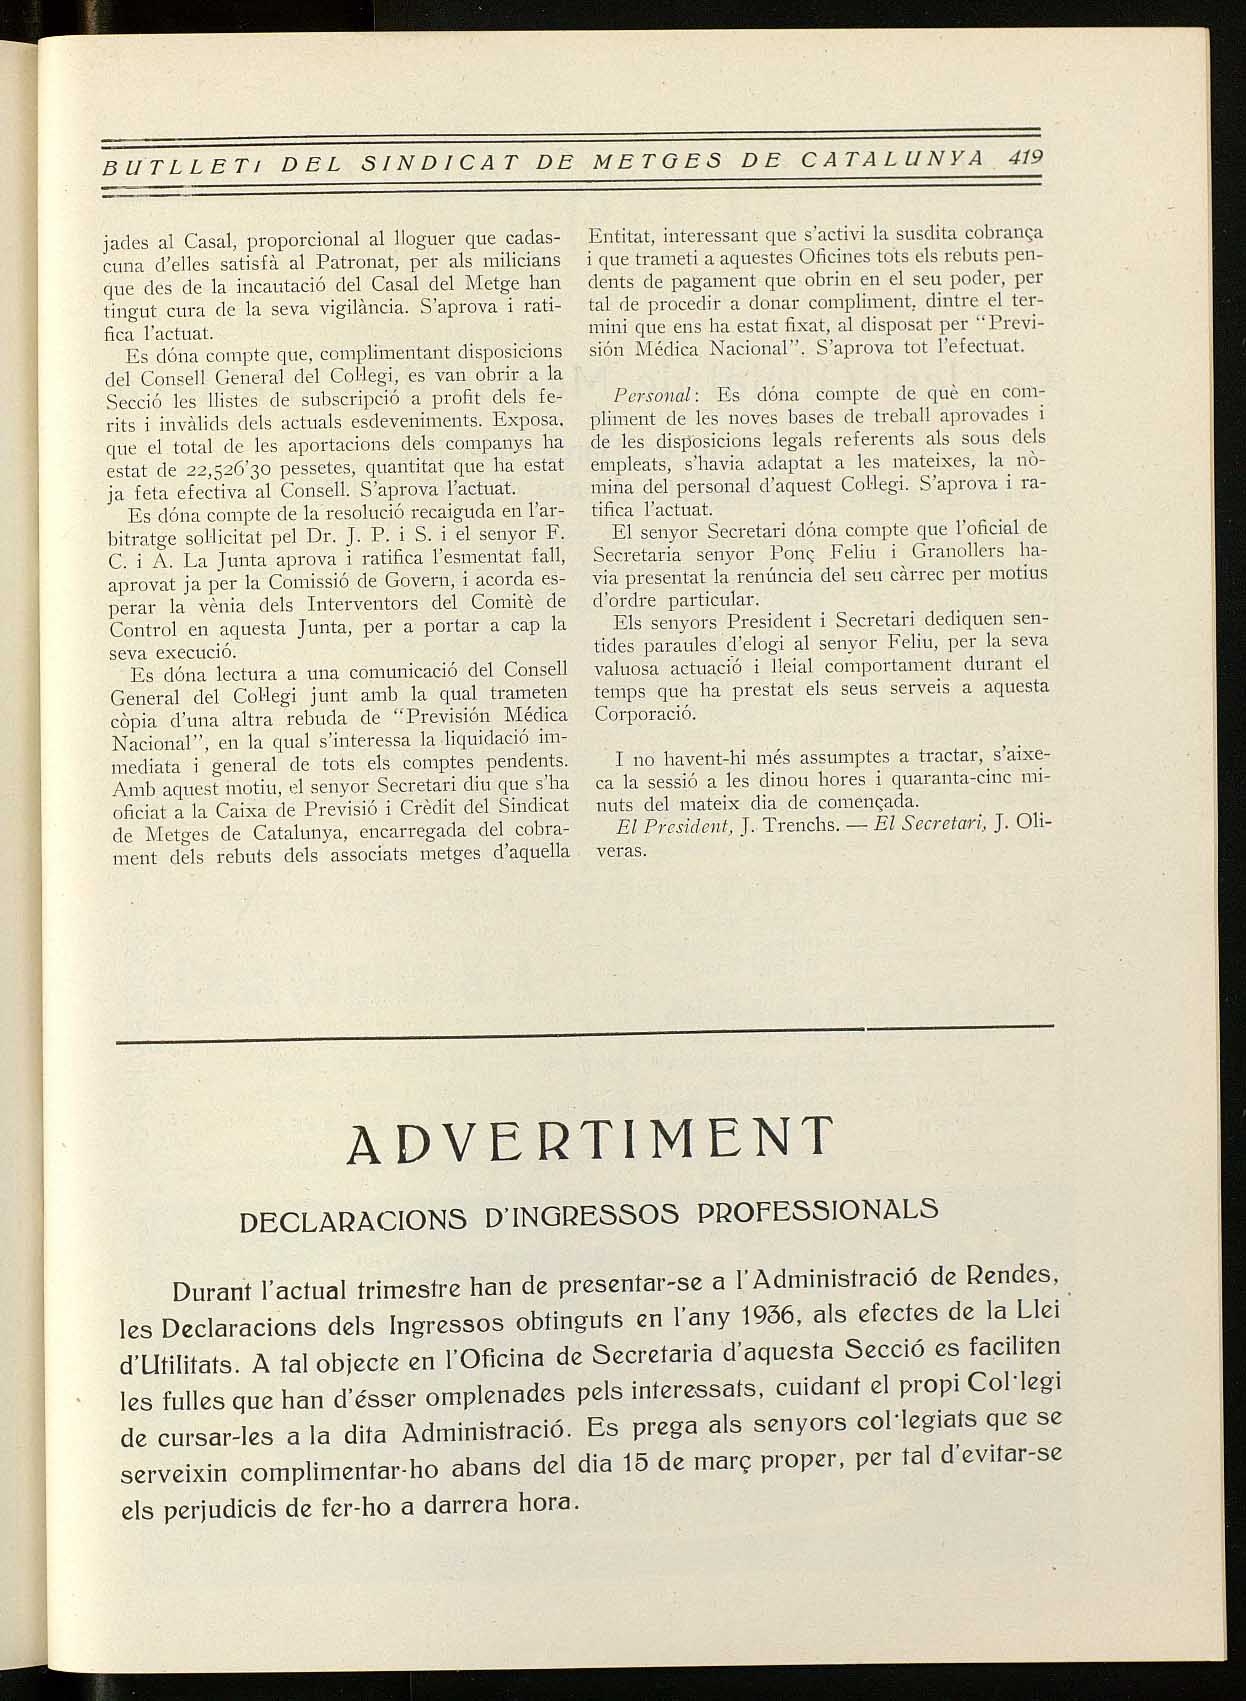 BUTLLETI DEL SINDICAT DE METGES DE CATALUNYA 419
jades al Casal, proporcional al lloguer que cadas-
cuna d'elles satisfà al Patronat, per als milicians
que des de la incautació del Casal del Metge han
tingut cura de la seva vigilància. S'aprova i rati-
fica l'actuat.
Es dóna compte que, complimentant disposicions
del Consell General del Col·legi, es van obrir a la
Secció les llistes de subscripció a profit dels fe-
rits i invàlids dels actuals esdeveniments. Exposa,
que el total de les aportacions dels companys ha
estat de 22,526'30 pessetes, quantitat que ha estat
ja feta efectiva al Consell. S'aprova l'actuat.
Es dóna compte de la resolució recaiguda en l'ar-
bitratge sol·licitat pel Dr. J. P. i S. i el senyor F.
C. i A. La Junta aprova i ratifica l'esmentat fall,
aprovat ja per la Comissió de Govern, i acorda es-
perar la vènia dels Interventors del Comitè de
Control en aquesta Junta, per a portar a cap la
seva execució.
Es dóna lectura a una comunicació del Consell
General del Col·legi junt amb la qual trameten
còpia d'una altra rebuda de "Previsión Médica
Nacional", en la qual s'interessa la liquidació im-
mediata i general de tots els comptes pendents.
Amb aquest motiu, el senyor Secretari diu que s'ha
oficiat a la Caixa de Previsió i Crèdit del Sindicat
de Metges de Catalunya, encarregada del cobra-
ment dels rebuts dels associats metges d'aquella
Entitat, interessant que s'activi la susdita cobrança
i que trameti a aquestes Oficines tots els rebuts pen-
dents de pagament que obrin en el seu poder, per
tal de procedir a donar compliment, dintre el ter-
mini que ens ha estat fixat, al disposat per "Previ-
sión Médica Nacional". S'aprova tot l'efectuat.
Personal: Es dóna compte de què en com-
pliment de les noves bases de treball aprovades i
de les disposicions legals referents als sous dels
empleats, s'havia adaptat a les mateixes, la nò-
mina del personal d'aquest Col·legi. S'aprova i ra-
tifica l'actuat.
El senyor Secretari dóna compte que l'oficial de
Secretaria senyor Ponç Feliu i Granollers ha-
via presentat la renúncia del seu càrrec per motius
d'ordre particular.
Els senyors President i Secretari dediquen sen-
tides paraules d'elogi al senyor Feliu, per la seva
valuosa actuació i lleial comportament durant el
temps que ha prestat els seus serveis a aquesta
Corporació.
I no havent-hi més assumptes a tractar, s'aixe-
ca la sessió a les dinou hores i quaranta-cinc mi-
nuts del mateix dia de començada.
El President, J. Trenchs. — El Secretari, J. Oli-
veras.
ADVERTIMENT
DECLARACIONS D'INGRESSOS PROFESSIONALS
Durant l'actual trimestre han de presentar-se a l'Administració de Rendes,
les Declaracions dels Ingressos obtinguts en l'any 1936, als efectes de la Llei
d'Utilitats. A tal objecte en l'Oficina de Secretaria d'aquesta Secció es faciliten
les fulles que han d'ésser omplenades pels interessats, cuidant el propi Col·legi
de cursar-les a la dita Administració. Es prega als senyors col·legiats que se
serveixin complimentar-ho abans del dia 15 de març proper, per tal d'evitar-se
els perjudicis de fer-ho a darrera hora.